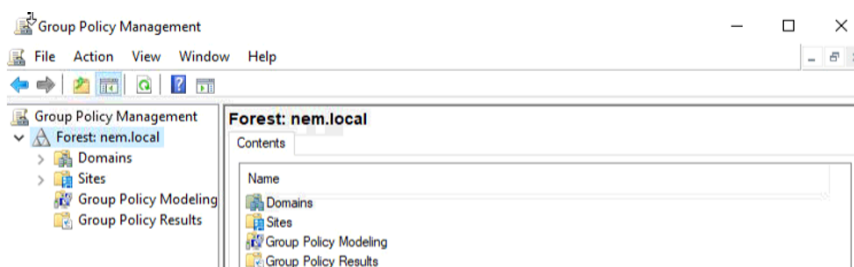 Group Policy Management
File Action View Window Help
Group Policy Management
Forest: nem.local
Domains
Sites
Group Policy Modeling
Group Policy Results
Forest: nem.local
Contents
Name
Domains
Sites
Group Policy Modeling
Group Policy Results